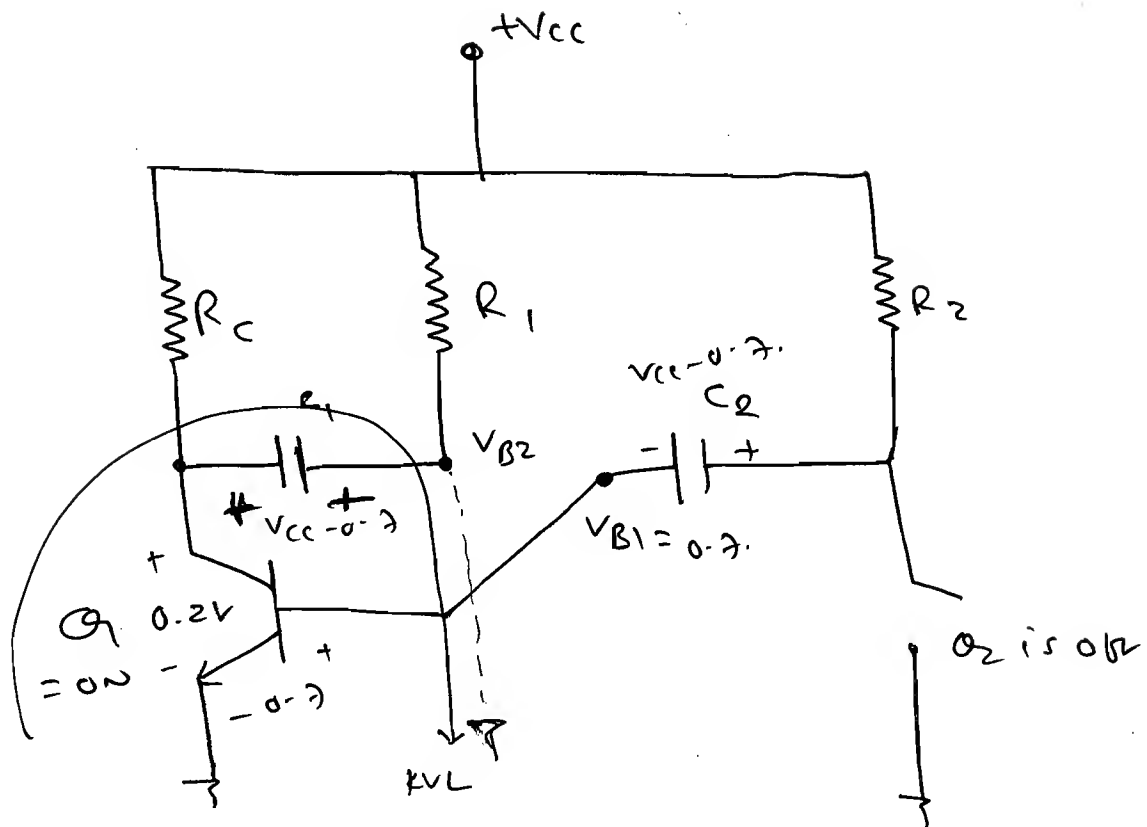 +Vcc
Rc
R1
R2
Vcc-0.7.
C2
C1
VB2
- +
+
Vcc-0.7
VB1 = 0.7.
+
Q1 0.2V
= ON -
+
- 0.7
Q2 is off
KVL